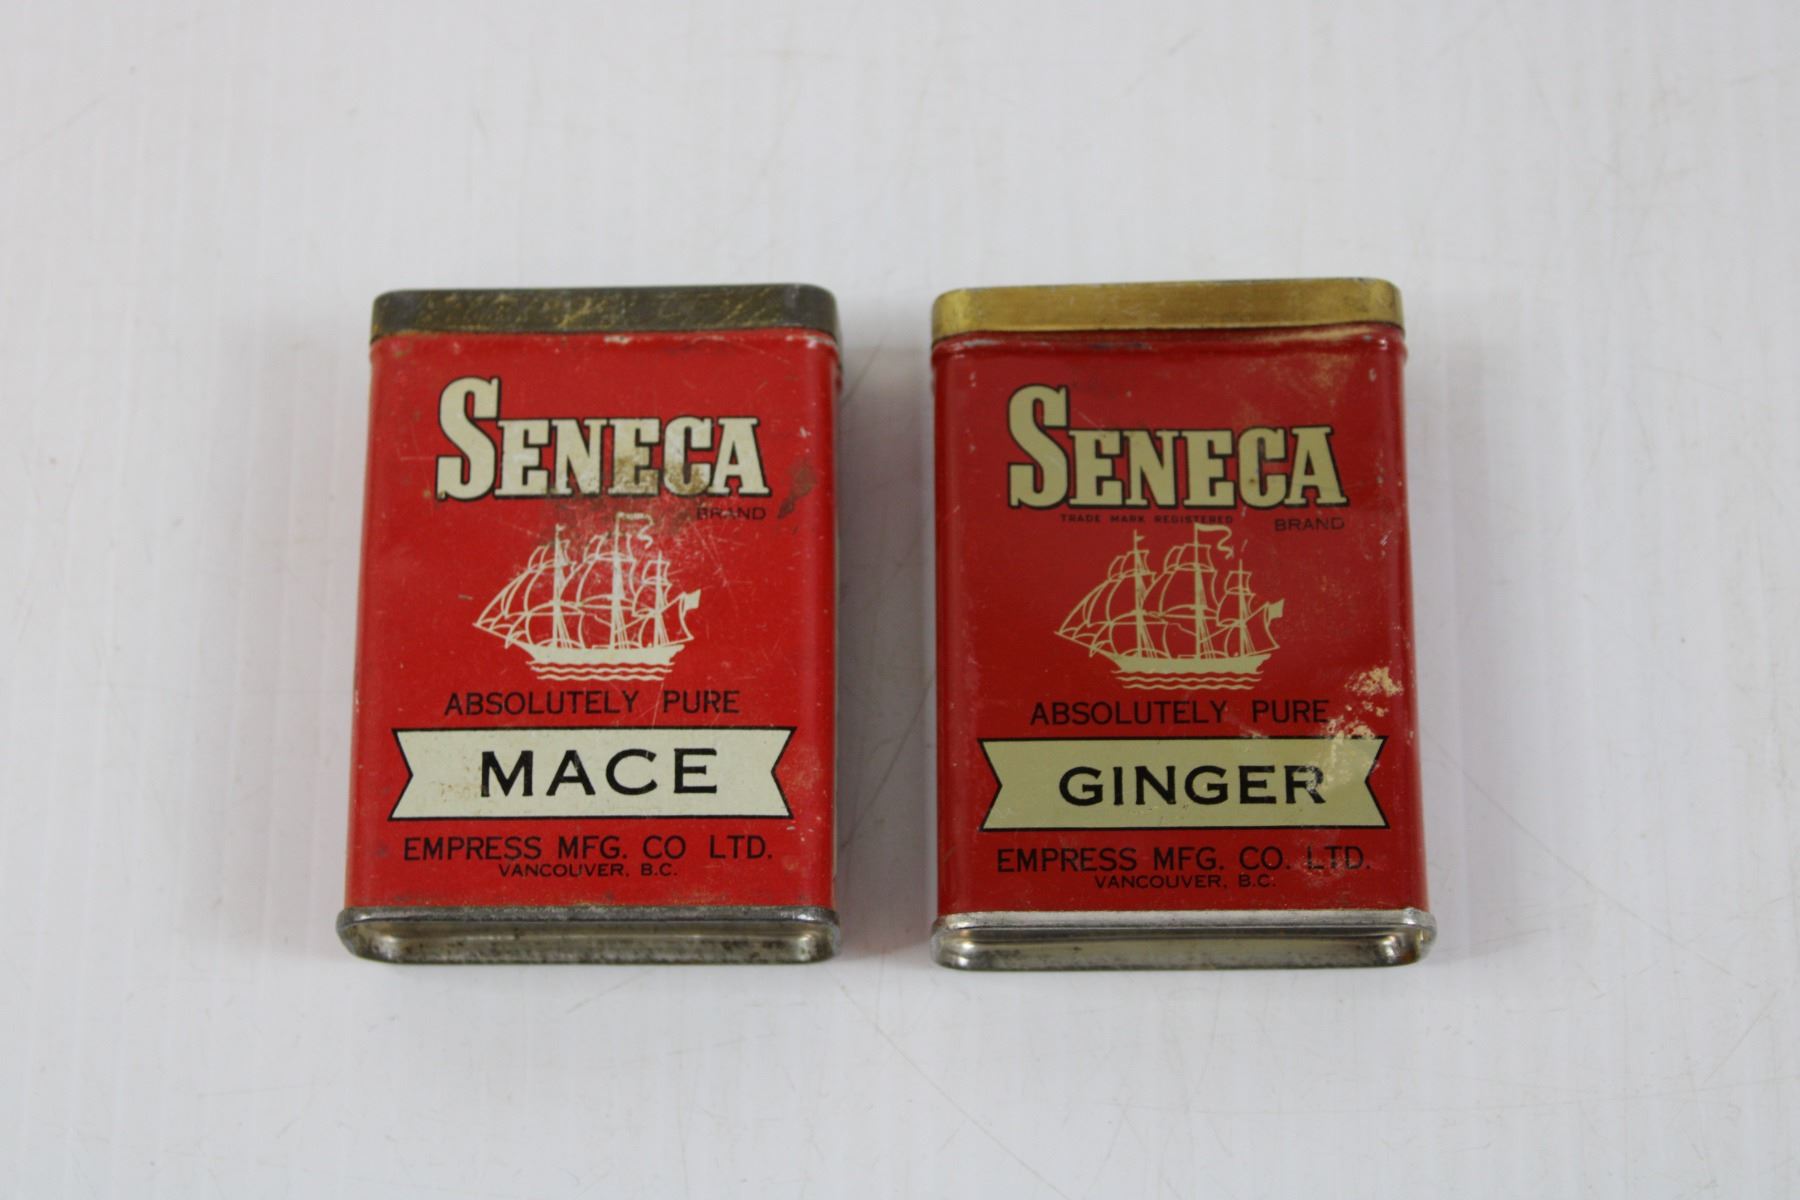 SENECA
BRAND
ABSOLUTELY PURE
MACE
EMPRESS MFG. CO LTD.
VANCOUVER, B.C.
SENECA
TRADE MARK REGISTERED
BRAND
ABSOLUTELY PURE
GINGER
EMPRESS MFG. CO. LTD.
VANCOUVER, B.C.